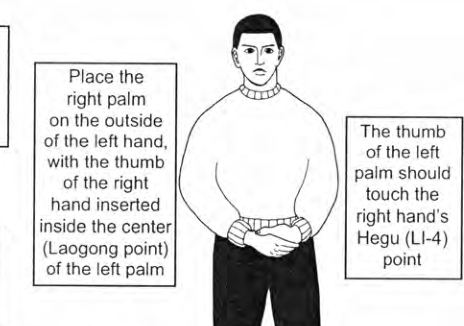 Place the
right palm
on the outside
of the left hand,
with the thumb
of the right
hand inserted
inside the center
(Laogong point)
of the left palm
The thumb
of the left
palm should
touch the
right hand's
Hegu (LI-4)
point